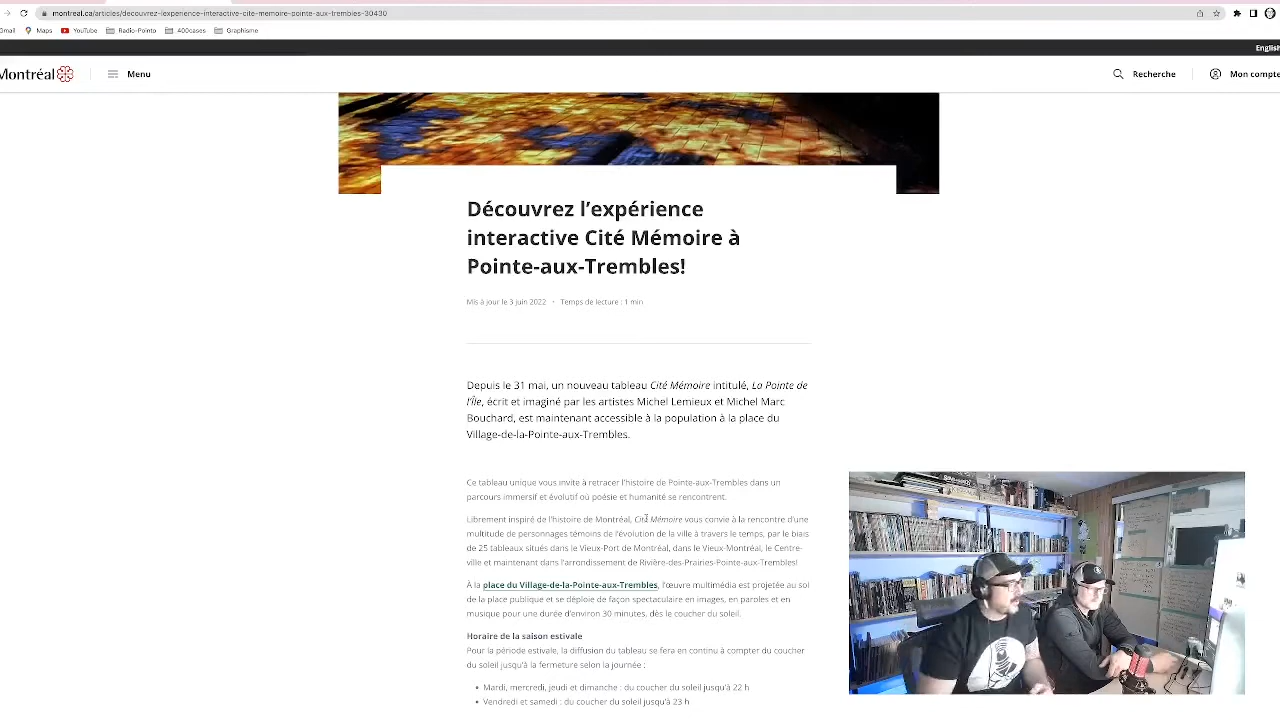 montreal.ca/articles/decouvrez-lexperience-interactive-cite-memoire-pointe-aux-trembles-30430
Gmail Maps YouTube Radio-Pointo 400cases Graphisme
English
Montréal Menu Recherche Mon compte
Découvrez l'expérience
interactive Cité Mémoire à
Pointe-aux-Trembles!
Mis à jour le 3 juin 2022 • Temps de lecture : 1 min
Depuis le 31 mai, un nouveau tableau Cité Mémoire intitulé, La Pointe de
l'Île, écrit et imaginé par les artistes Michel Lemieux et Michel Marc
Bouchard, est maintenant accessible à la population à la place du
Village-de-la-Pointe-aux-Trembles.
Ce tableau unique vous invite à retracer l'histoire de Pointe-aux-Trembles dans un
parcours immersif et évolutif où poésie et humanité se rencontrent.
Librement inspiré de l'histoire de Montréal, Cité Mémoire vous convie à la rencontre d'une
multitude de personnages témoins de l'évolution de la ville à travers le temps, par le biais
de 25 tableaux situés dans le Vieux-Port de Montréal, dans le Vieux-Montréal, le Centre-
ville et maintenant dans l'arrondissement de Rivière-des-Prairies-Pointe-aux-Trembles!
À la place du Village-de-la-Pointe-aux-Trembles, l'œuvre multimédia est projetée au sol
de la place publique et se déploie de façon spectaculaire en images, en paroles et en
musique pour une durée d'environ 30 minutes, dès le coucher du soleil.
Horaire de la saison estivale
Pour la période estivale, la diffusion du tableau se fera en continu à compter du coucher
du soleil jusqu'à la fermeture selon la journée :
• Mardi, mercredi, jeudi et dimanche : du coucher du soleil jusqu'à 22 h
• Vendredi et samedi : du coucher du soleil jusqu'à 23 h